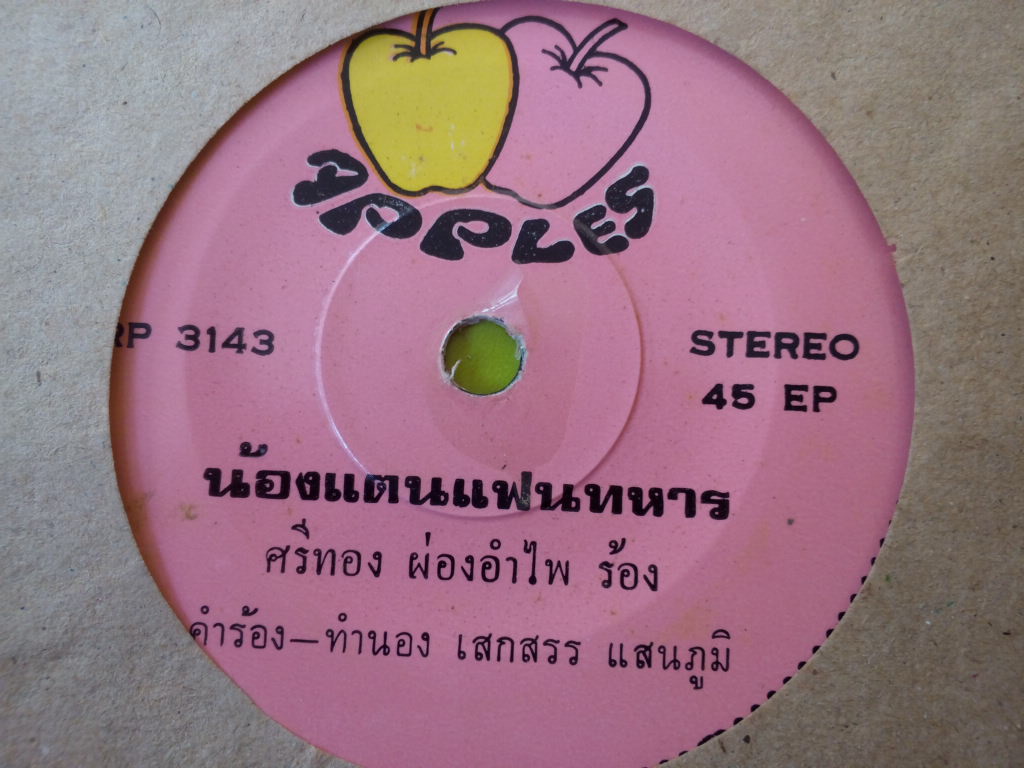 APPLES
RP 3143
STEREO
45 EP
น้องแตนแฟนทหาร
ศรีทอง ผ่องอำไพ ร้อง
คำร้อง–ทำนอง เสกสรร แสนภูมิ